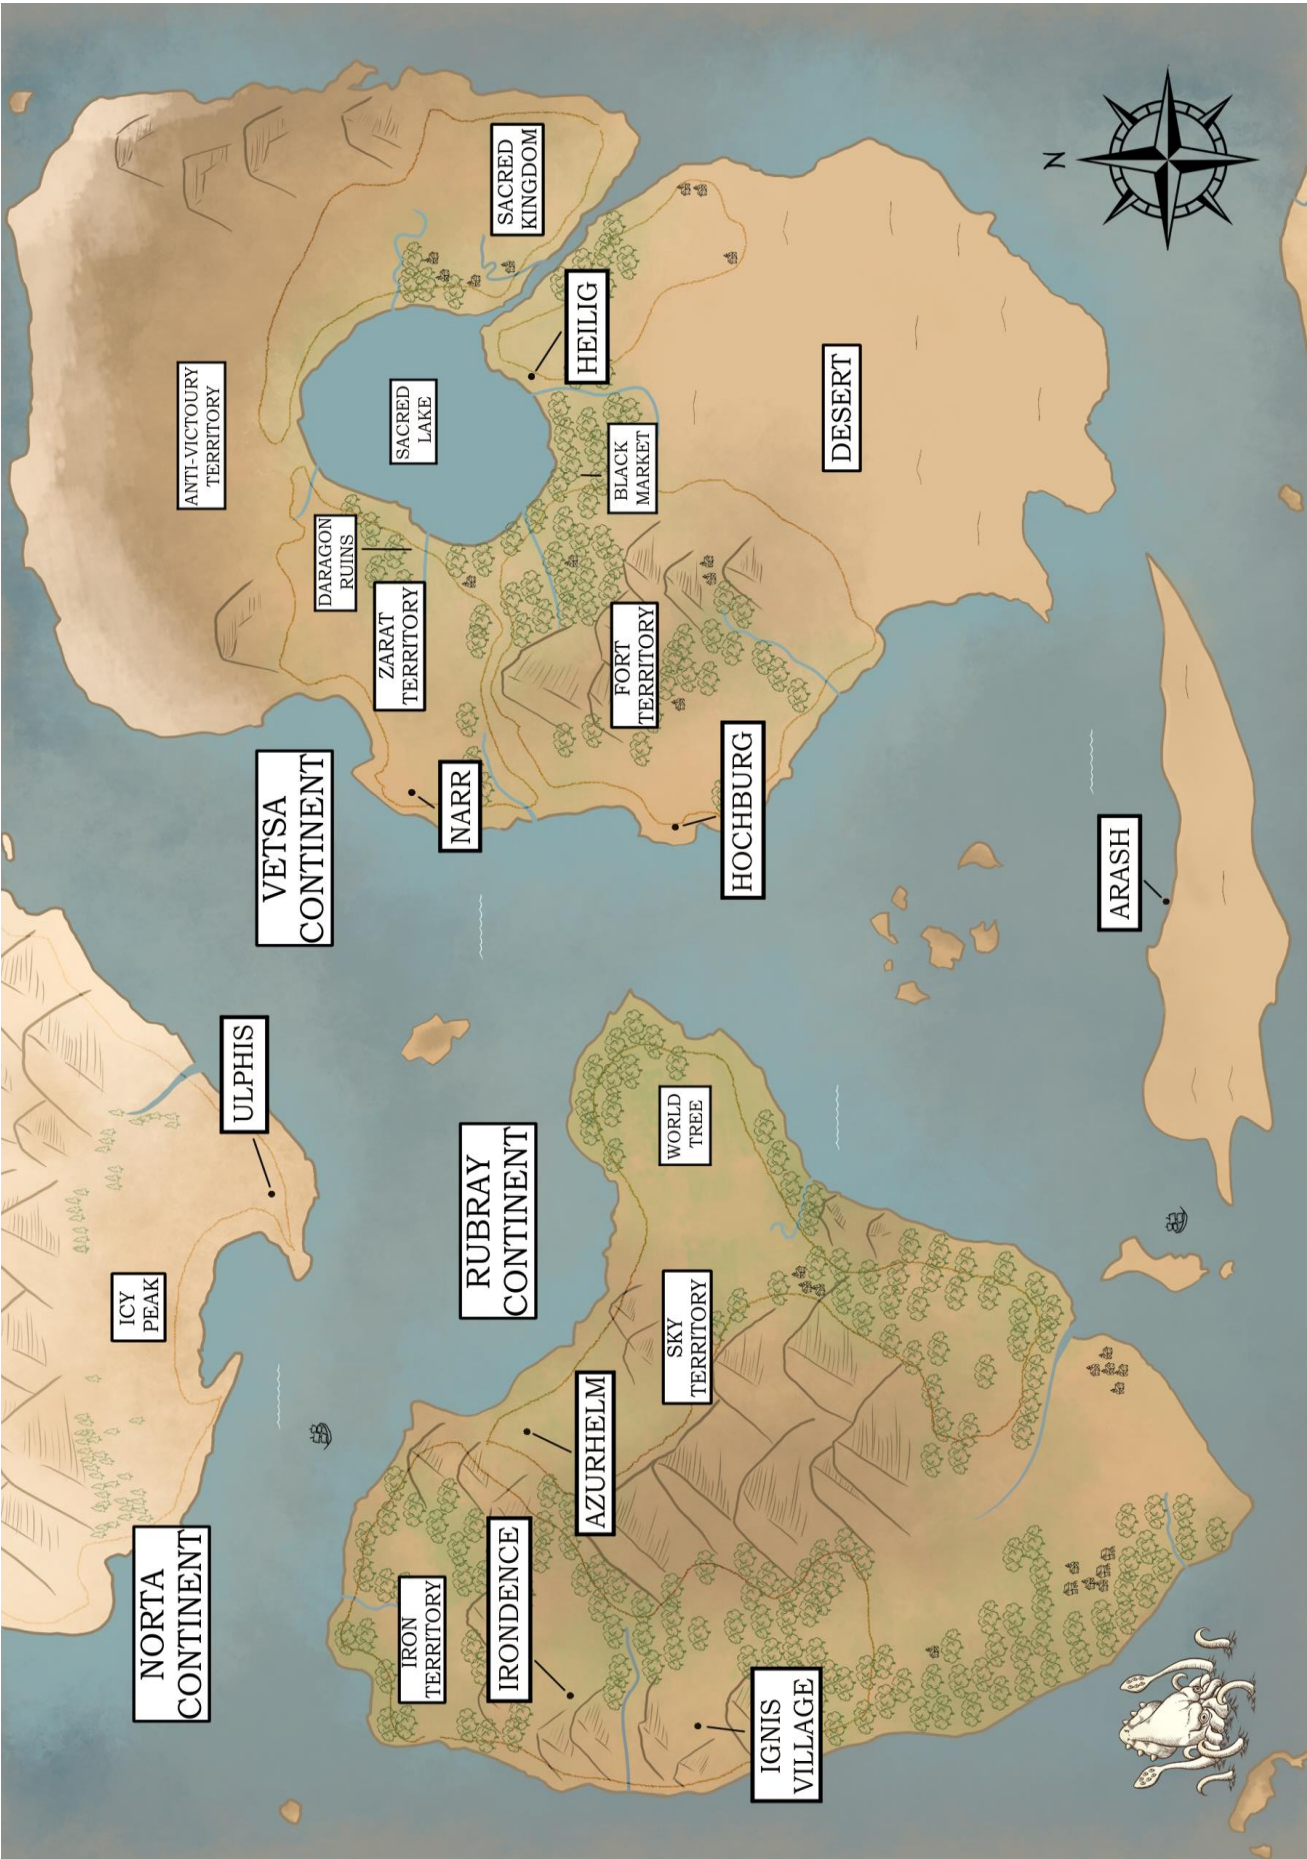 NORTA
CONTINENT
ICY
PEAK
ULPHIS
VETSA
CONTINENT
ANTI-VICTOURY
TERRITORY
IRON
TERRITORY
IRONDENCE
AZURHELM
RUBRAY
CONTINENT
NARR
ZARAT
TERRITORY
DARAGON
RUINS
SACRED
LAKE
SACRED
KINGDOM
IGNIS
VILLAGE
SKY
TERRITORY
WORLD
TREE
HOCHBURG
FORT
TERRITORY
BLACK
MARKET
HEILIG
DESERT
ARASH
N